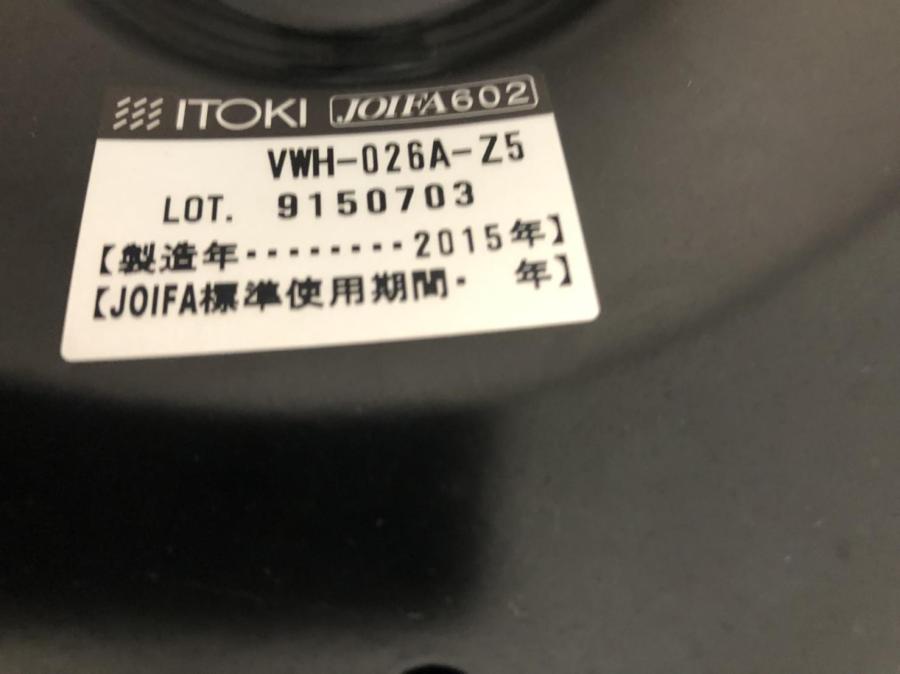 ITOKI JOIFA602
VWH-026A-Z5
LOT. 9150703
【製造年・・・・・・・・2015年】
【JOIFA標準使用期間・ 年】